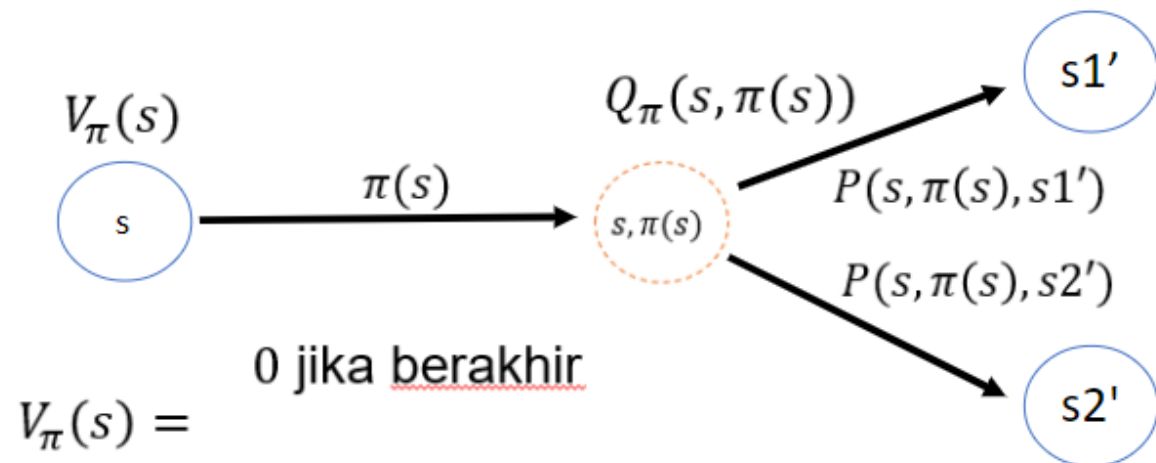 V_π(s)
s
π(s)
Q_π(s, π(s))
s, π(s)
P(s, π(s), s1′)
s1′
P(s, π(s), s2′)
s2'
0 jika berakhir
V_π(s) =